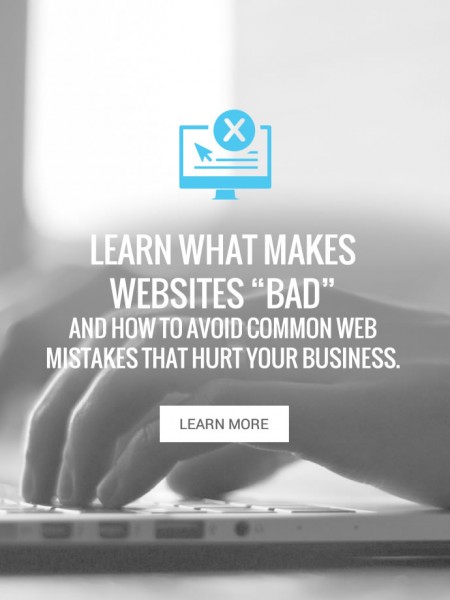 LEARN WHAT MAKES
WEBSITES “BAD”
AND HOW TO AVOID COMMON WEB
MISTAKES THAT HURT YOUR BUSINESS.
LEARN MORE